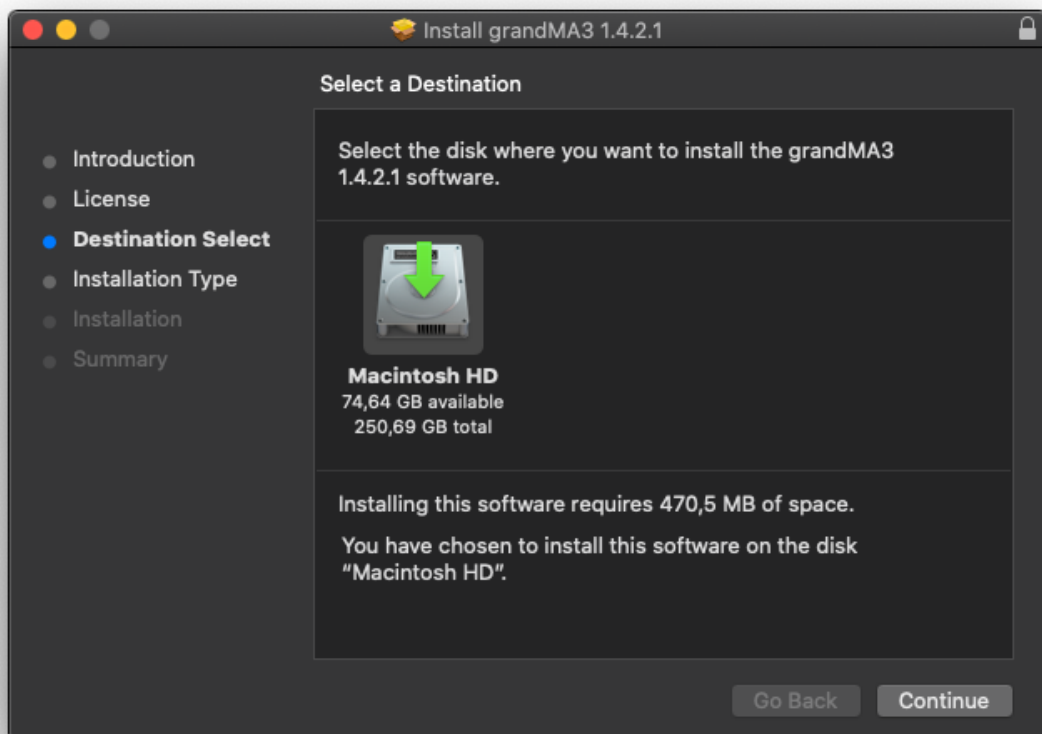 Install grandMA3 1.4.2.1
Select a Destination
Introduction
License
Destination Select
Installation Type
Installation
Summary
Select the disk where you want to install the grandMA3
1.4.2.1 software.
Macintosh HD
74,64 GB available
250,69 GB total
Installing this software requires 470,5 MB of space.
You have chosen to install this software on the disk
“Macintosh HD”.
Go Back
Continue